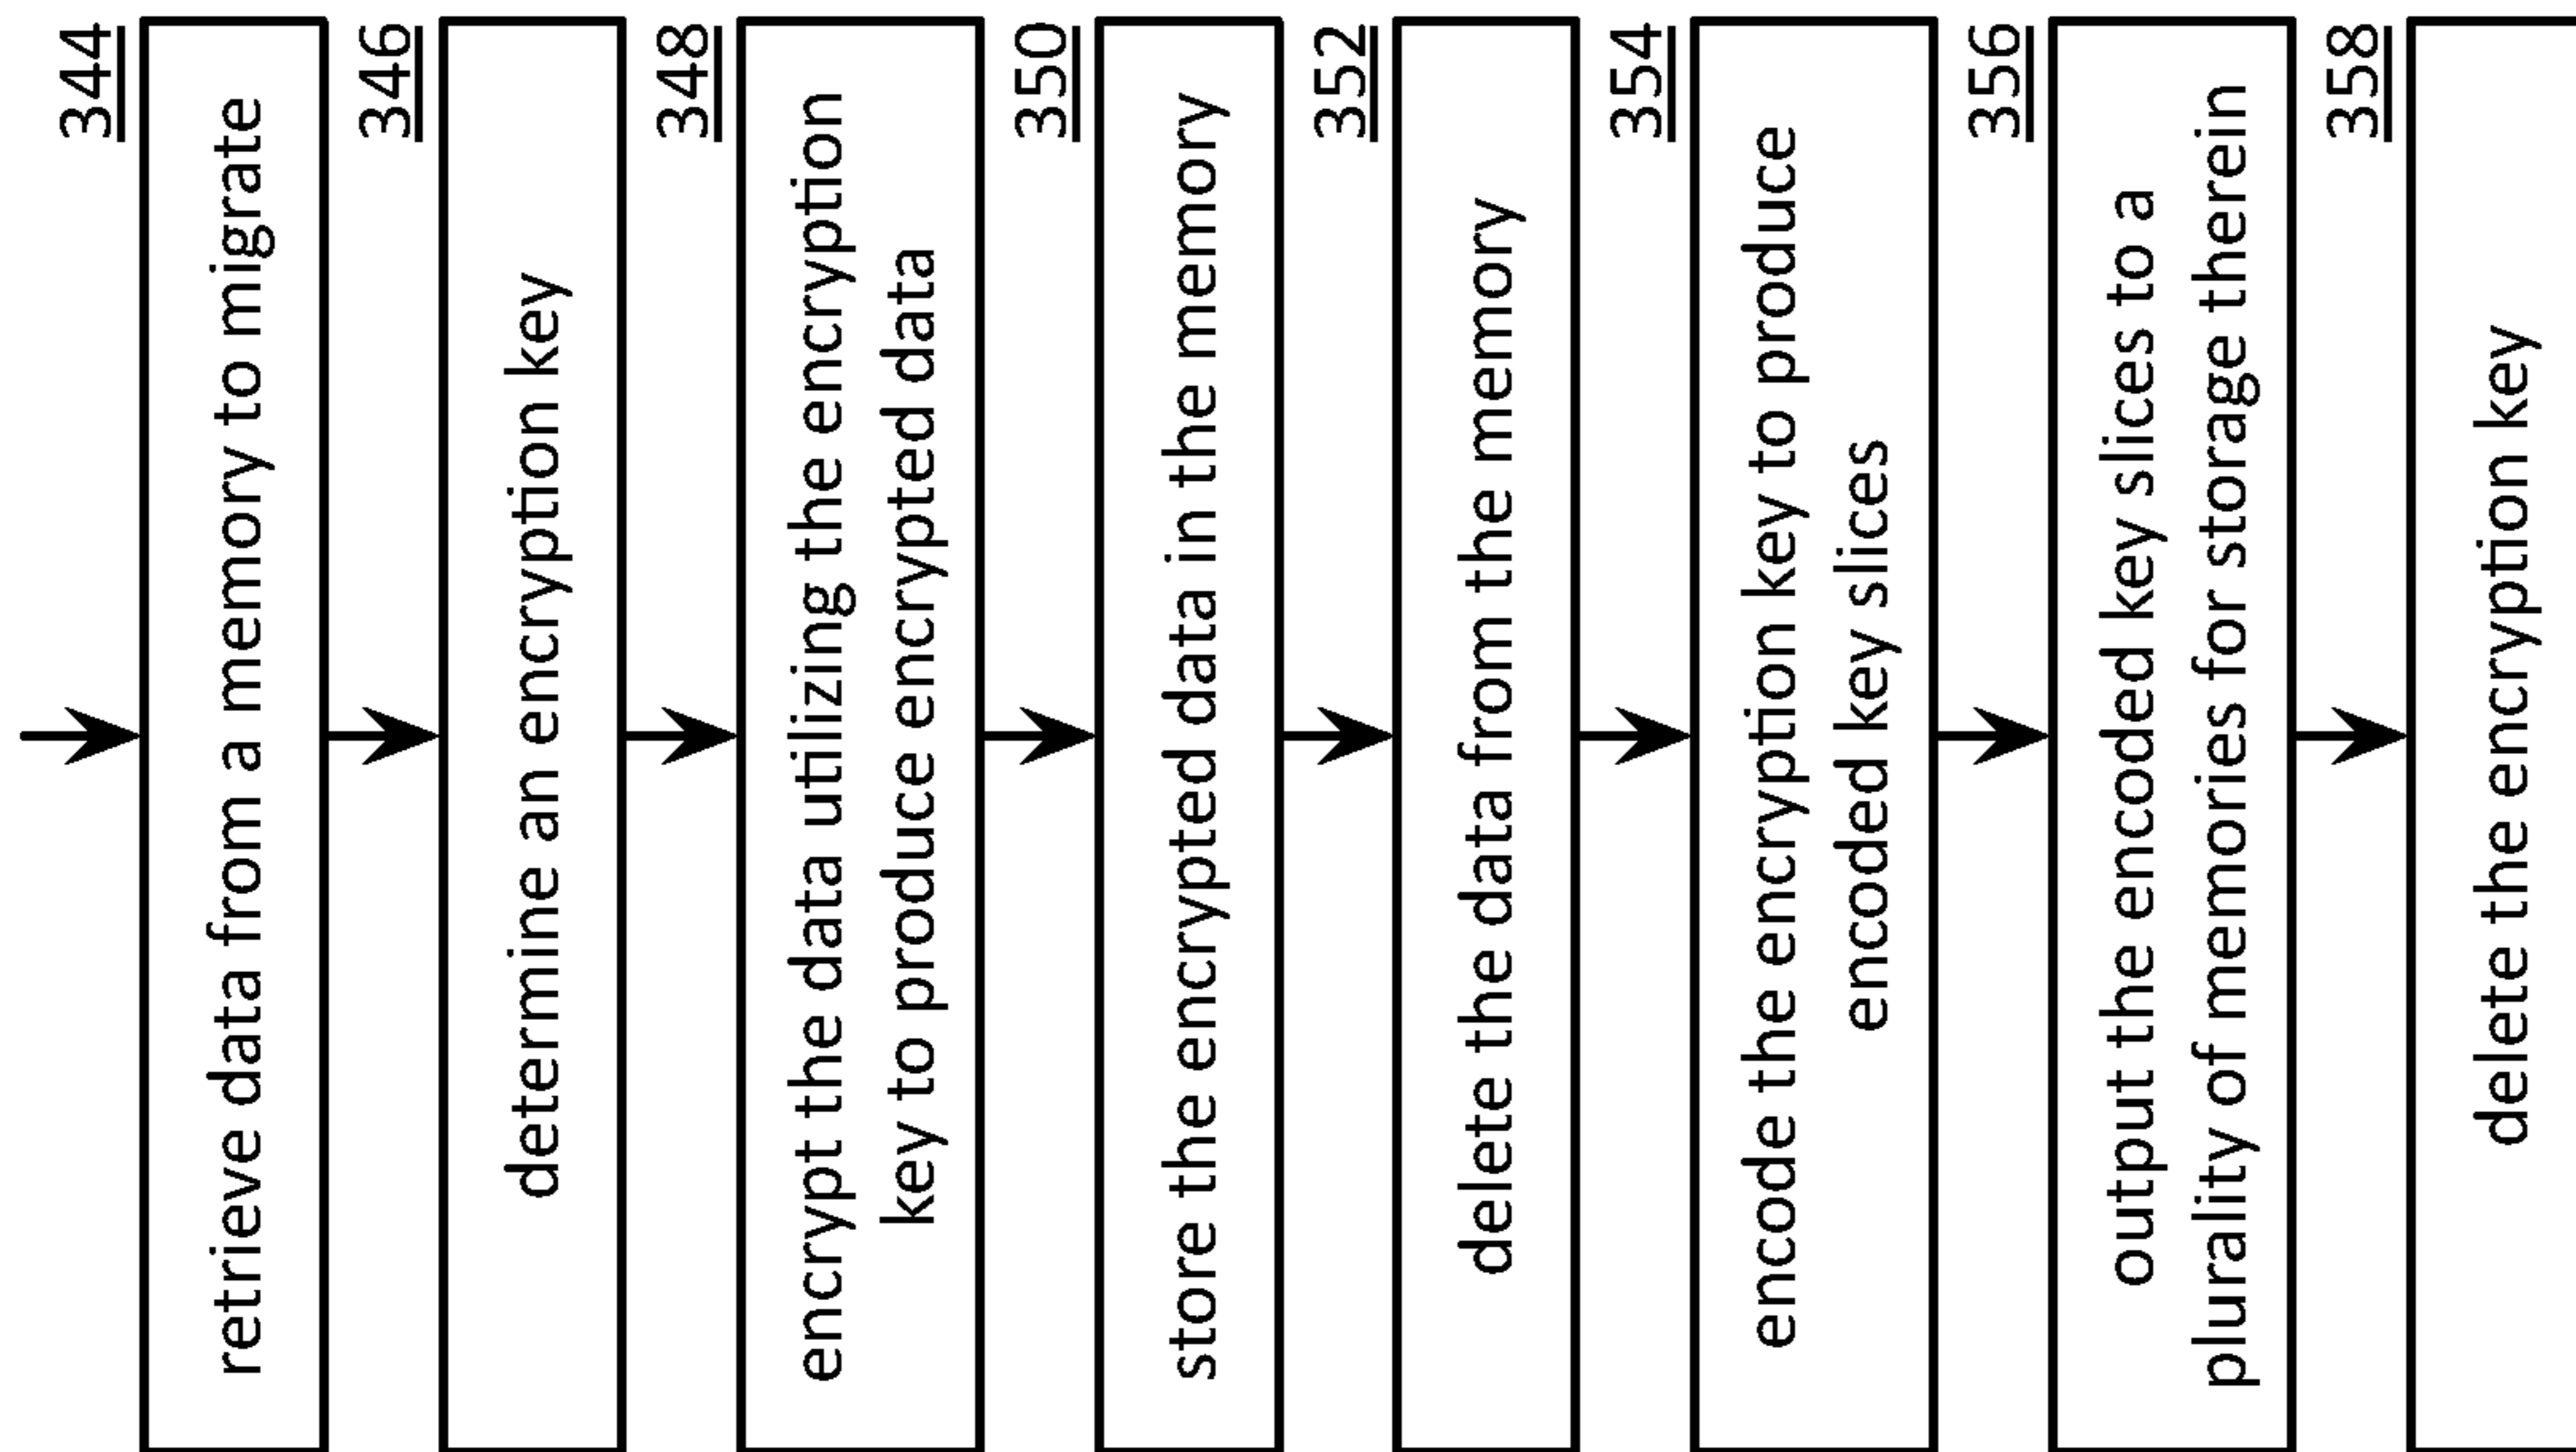 344
retrieve data from a memory to migrate
346
determine an encryption key
348
encrypt the data utilizing the encryption
key to produce encrypted data
350
store the encrypted data in the memory
352
delete the data from the memory
354
encode the encryption key to produce
encoded key slices
356
output the encoded key slices to a
plurality of memories for storage therein
358
delete the encryption key